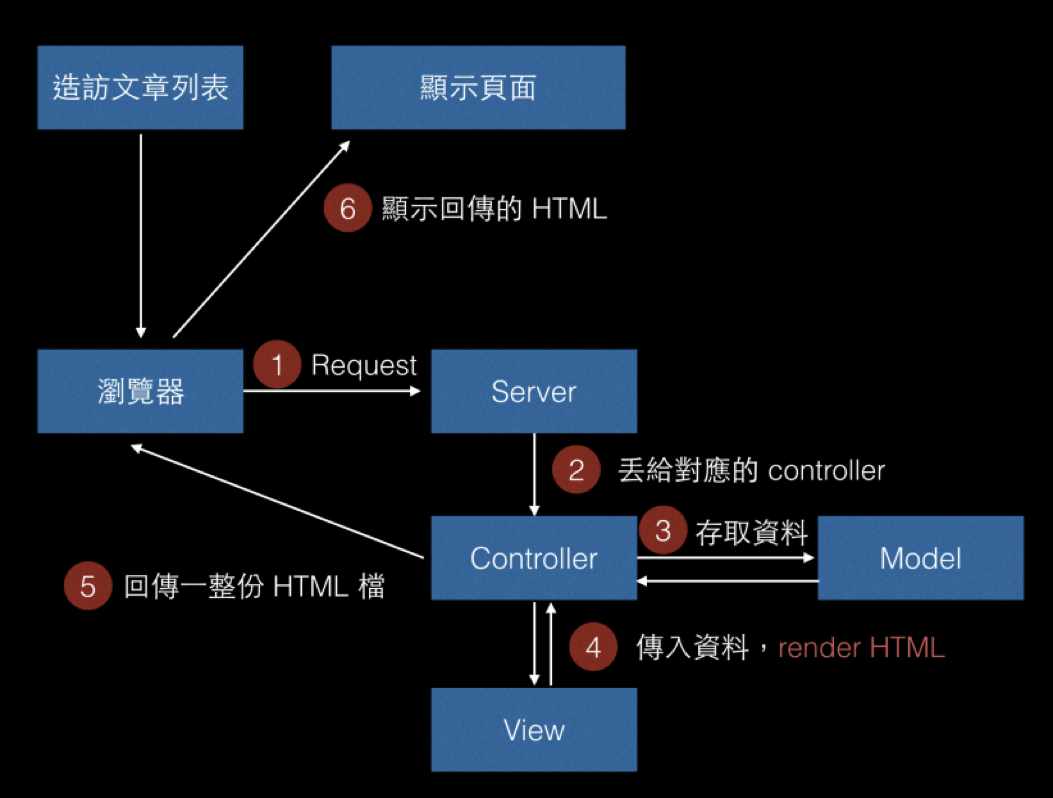 造訪文章列表
顯示頁面
6 顯示回傳的 HTML
1 Request
瀏覽器
Server
2 丟給對應的 controller
3 存取資料
Controller
Model
5 回傳一整份 HTML 檔
4 傳入資料，render HTML
View